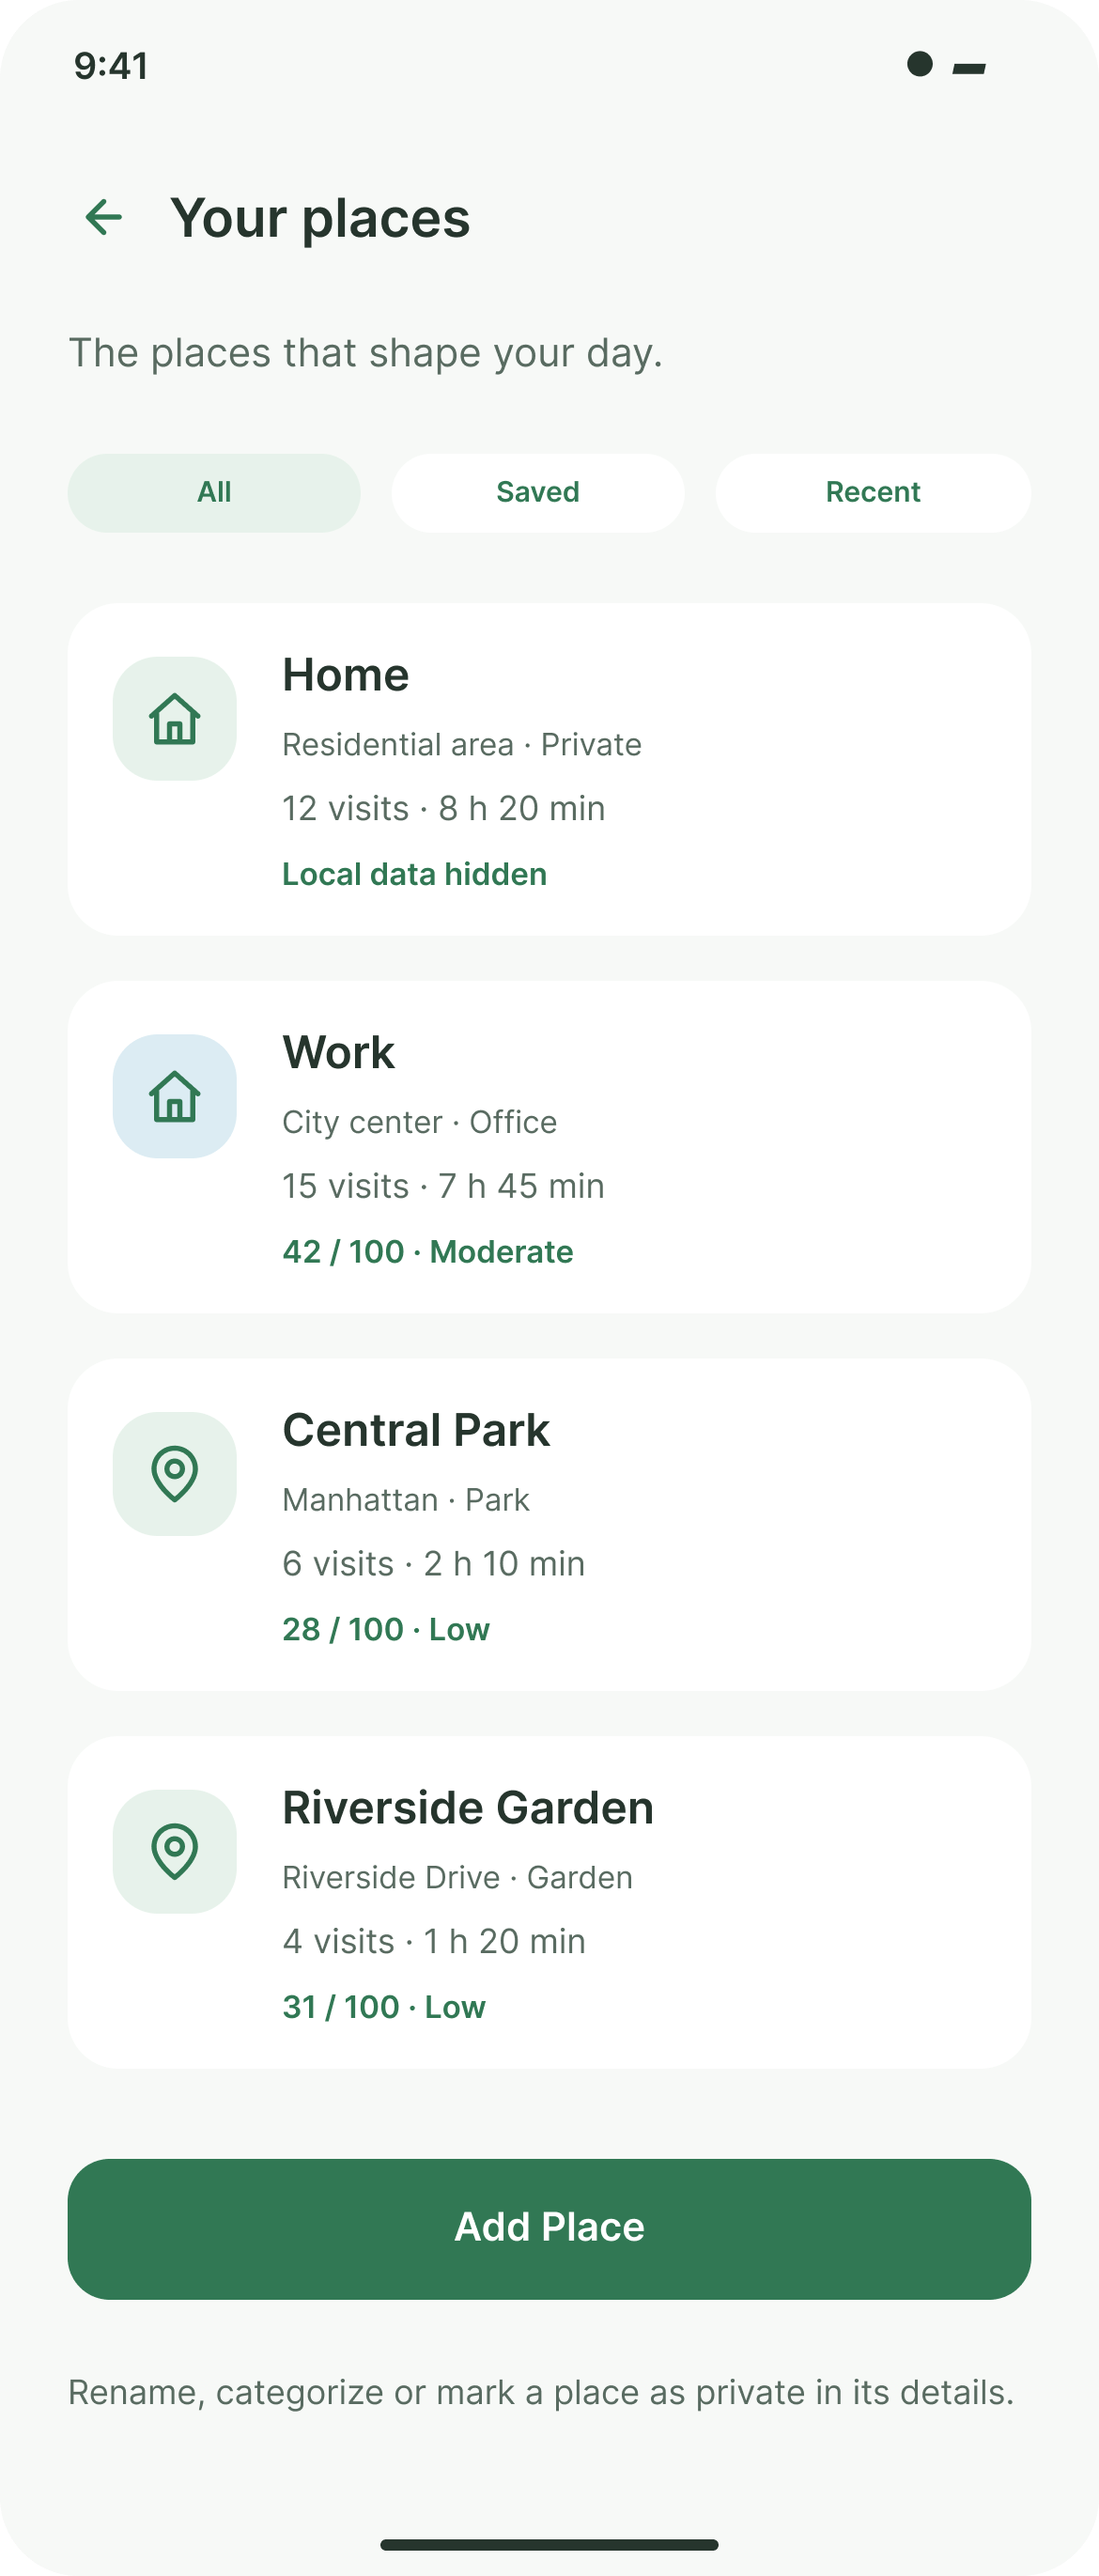 9:41
Your places
The places that shape your day.
All
Saved
Recent
Home
Residential area · Private
12 visits · 8 h 20 min
Local data hidden
Work
City center · Office
15 visits · 7 h 45 min
42 / 100 · Moderate
Central Park
Manhattan · Park
6 visits · 2 h 10 min
28 / 100 · Low
Riverside Garden
Riverside Drive · Garden
4 visits · 1 h 20 min
31 / 100 · Low
Add Place
Rename, categorize or mark a place as private in its details.